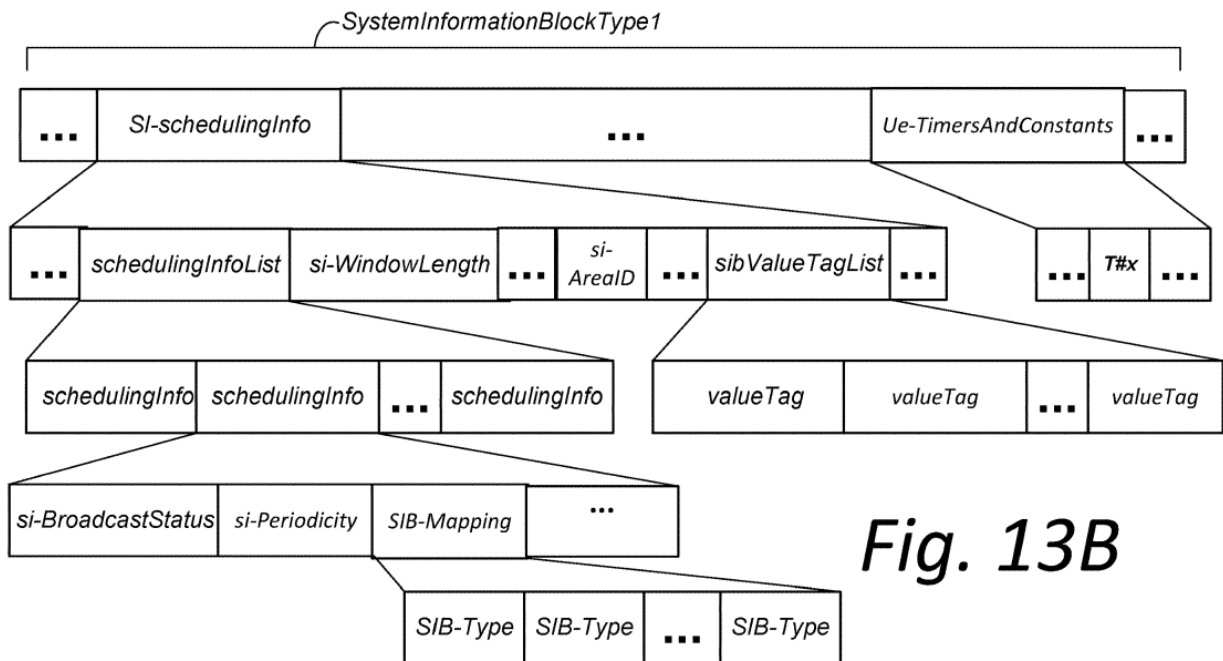 SystemInformationBlockType1
... SI-schedulingInfo ... Ue-TimersAndConstants ...
... schedulingInfoList si-WindowLength ... si-AreaID ... sibValueTagList ... ... T#x ...
schedulingInfo schedulingInfo ... schedulingInfo valueTag valueTag ... valueTag
si-BroadcastStatus si-Periodicity SIB-Mapping ...
Fig. 13B
SIB-Type SIB-Type ... SIB-Type